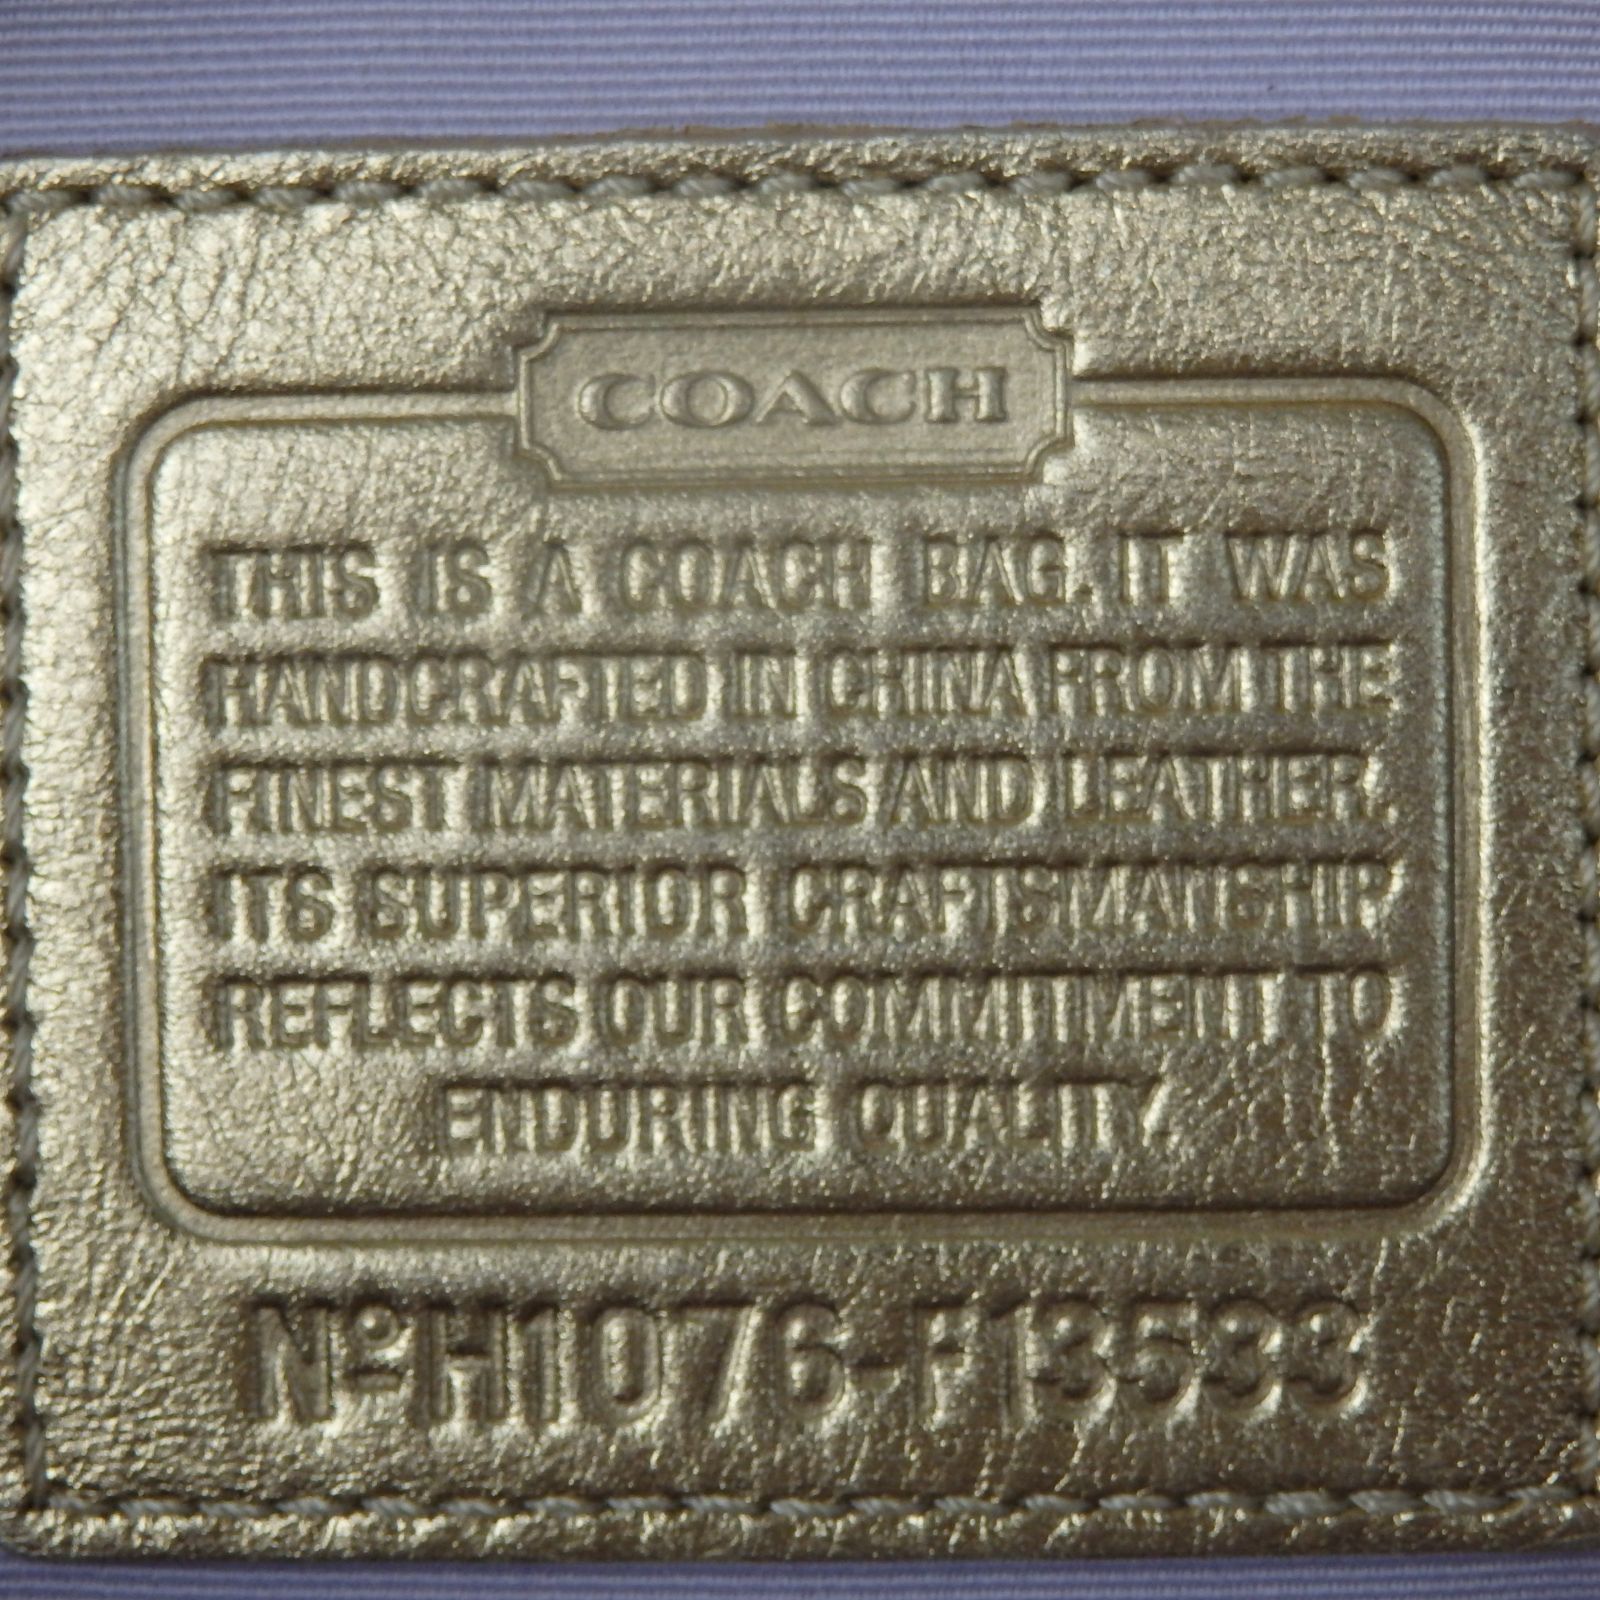 COACH
THIS IS A COACH BAG. IT WAS
HANDCRAFTED IN CHINA FROM THE
FINEST MATERIALS AND LEATHER.
ITS SUPERIOR CRAFTSMANSHIP
REFLECTS OUR COMMITMENT TO
ENDURING QUALITY.
Nº H1076-F13533